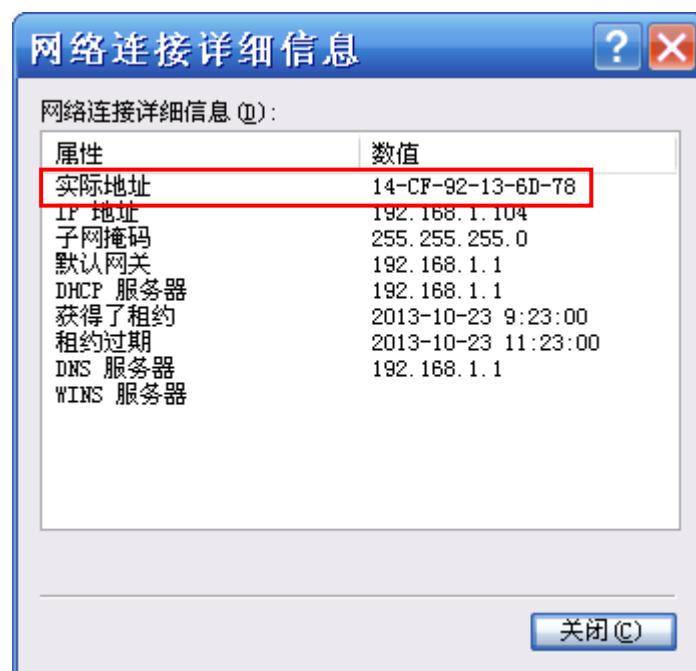 网络连接详细信息
网络连接详细信息(D):
属性 数值
实际地址 14-CF-92-13-6D-78
IP 地址 192.168.1.104
子网掩码 255.255.255.0
默认网关 192.168.1.1
DHCP 服务器 192.168.1.1
获得了租约 2013-10-23 9:23:00
租约过期 2013-10-23 11:23:00
DNS 服务器 192.168.1.1
WINS 服务器
关闭(C)